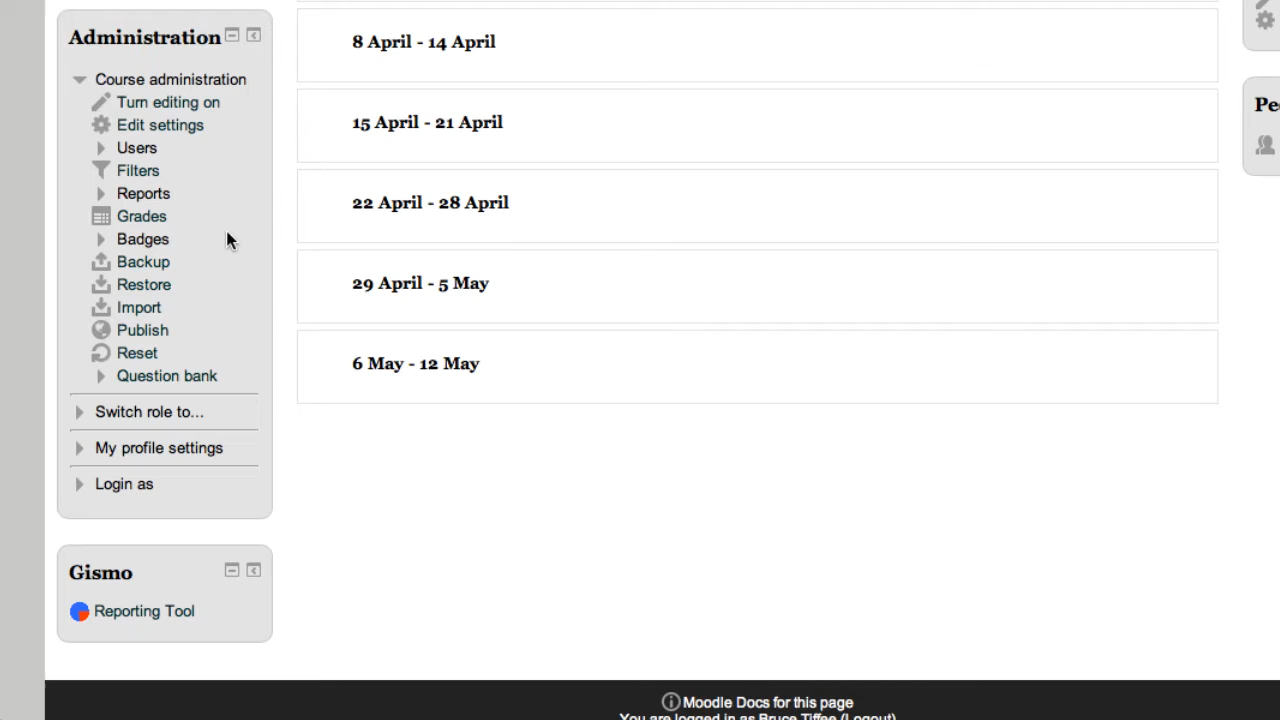 Administration
Course administration
Turn editing on
Edit settings
Users
Filters
Reports
Grades
Badges
Backup
Restore
Import
Publish
Reset
Question bank
Switch role to...
My profile settings
Login as
Gismo
Reporting Tool
8 April - 14 April
15 April - 21 April
22 April - 28 April
29 April - 5 May
6 May - 12 May
Moodle Docs for this page
You are logged in as Bruce Tiffee (Logout)